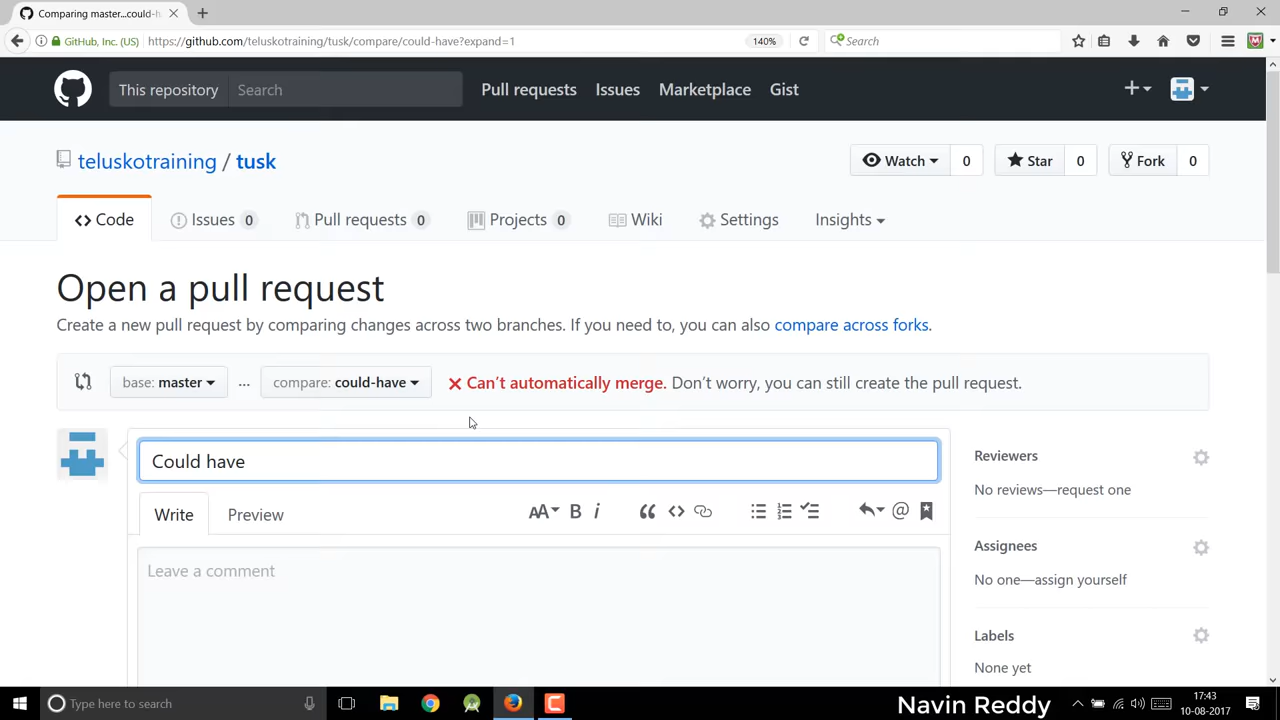 Comparing master...could-h
GitHub, Inc. (US) https://github.com/teluskotraining/tusk/compare/could-have?expand=1 140% Search
This repository Search Pull requests Issues Marketplace Gist
teluskotraining / tusk Watch 0 Star 0 Fork 0
Code Issues 0 Pull requests 0 Projects 0 Wiki Settings Insights
Open a pull request
Create a new pull request by comparing changes across two branches. If you need to, you can also compare across forks.
base: master ... compare: could-have Can’t automatically merge. Don’t worry, you can still create the pull request.
Could have
Reviewers
No reviews—request one
Write Preview AA B i
Leave a comment
Assignees
No one—assign yourself
Labels
None yet
Navin Reddy
Type here to search
17:43
10-08-2017